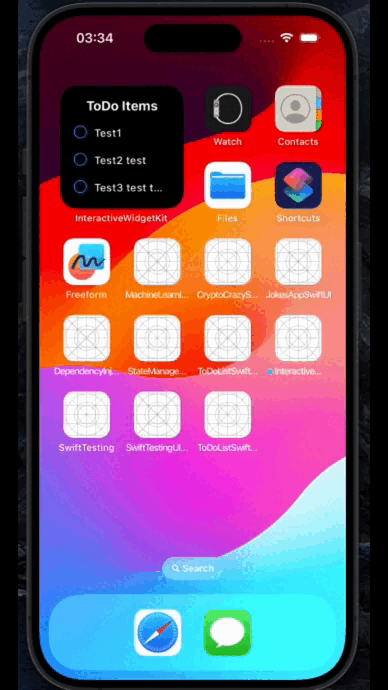 03:34
ToDo Items
Test1
Test2 test
Test3 test t...
InteractiveWidgetKit
Watch
Contacts
Files
Shortcuts
Freeform
MachineLearni...
CryptoCrazyS...
JokesAppSwiftUI
DependencyInj...
StateManage...
ToDoListSwift...
Interactive...
SwiftTesting
SwiftTestingUI...
ToDoListSwift...
Search